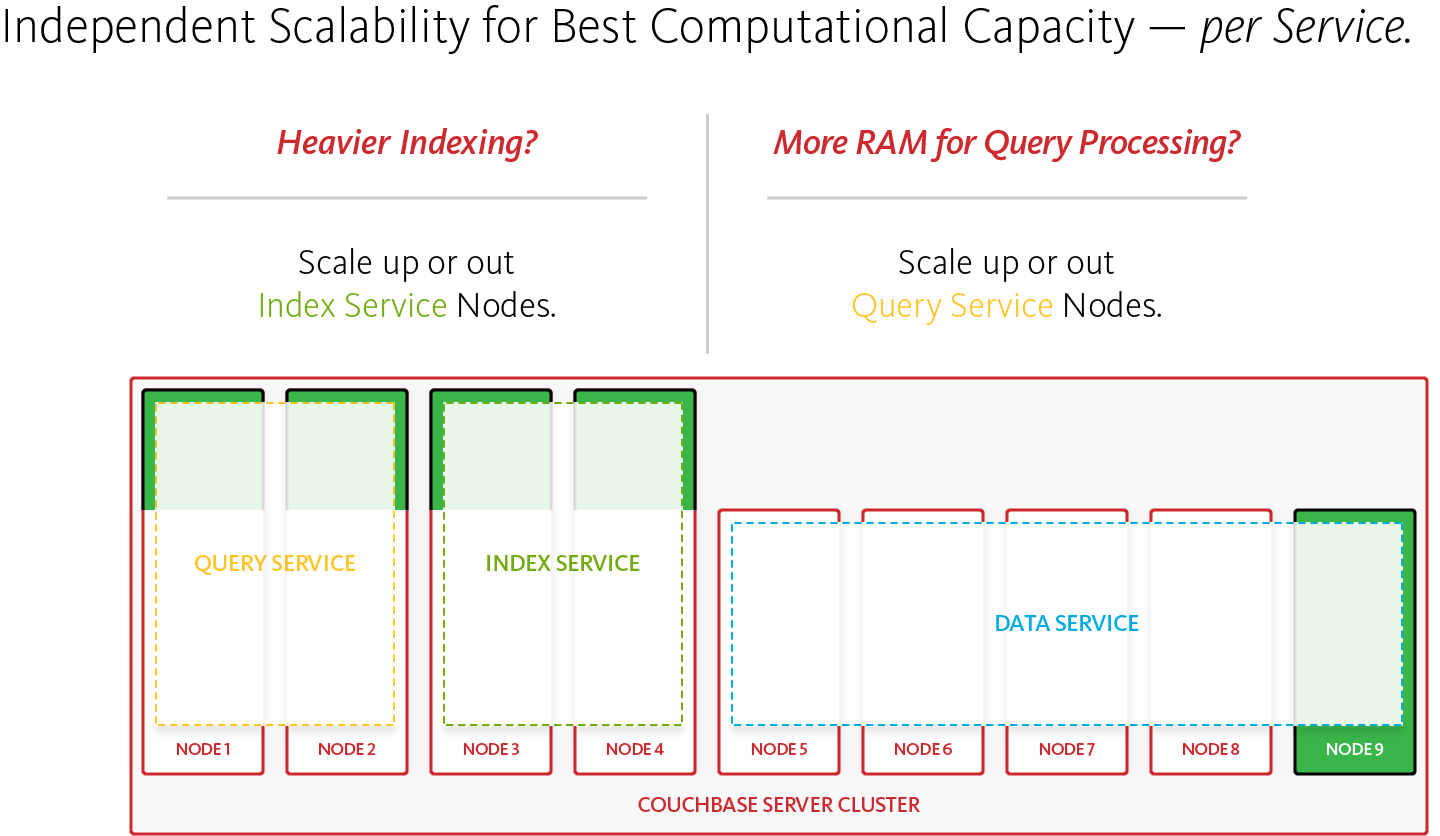 Independent Scalability for Best Computational Capacity — per Service.
Heavier Indexing?
Scale up or out
Index Service Nodes.
More RAM for Query Processing?
Scale up or out
Query Service Nodes.
QUERY SERVICE
INDEX SERVICE
DATA SERVICE
NODE 1
NODE 2
NODE 3
NODE 4
NODE 5
NODE 6
NODE 7
NODE 8
NODE 9
COUCHBASE SERVER CLUSTER